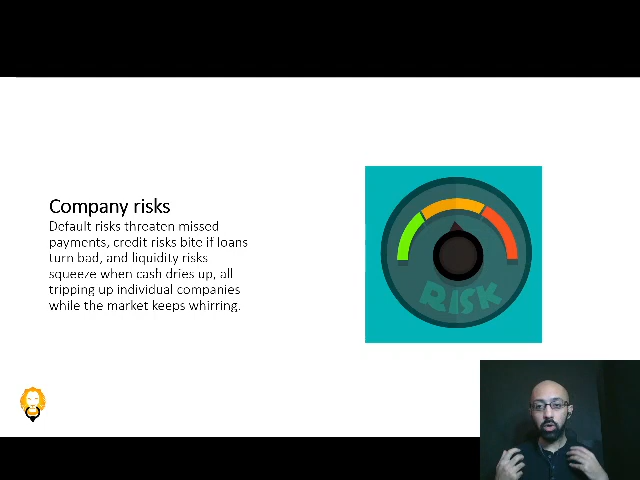 Company risks
Default risks threaten missed
payments, credit risks bite if loans
turn bad, and liquidity risks
squeeze when cash dries up, all
tripping up individual companies
while the market keeps whirring.
RISK